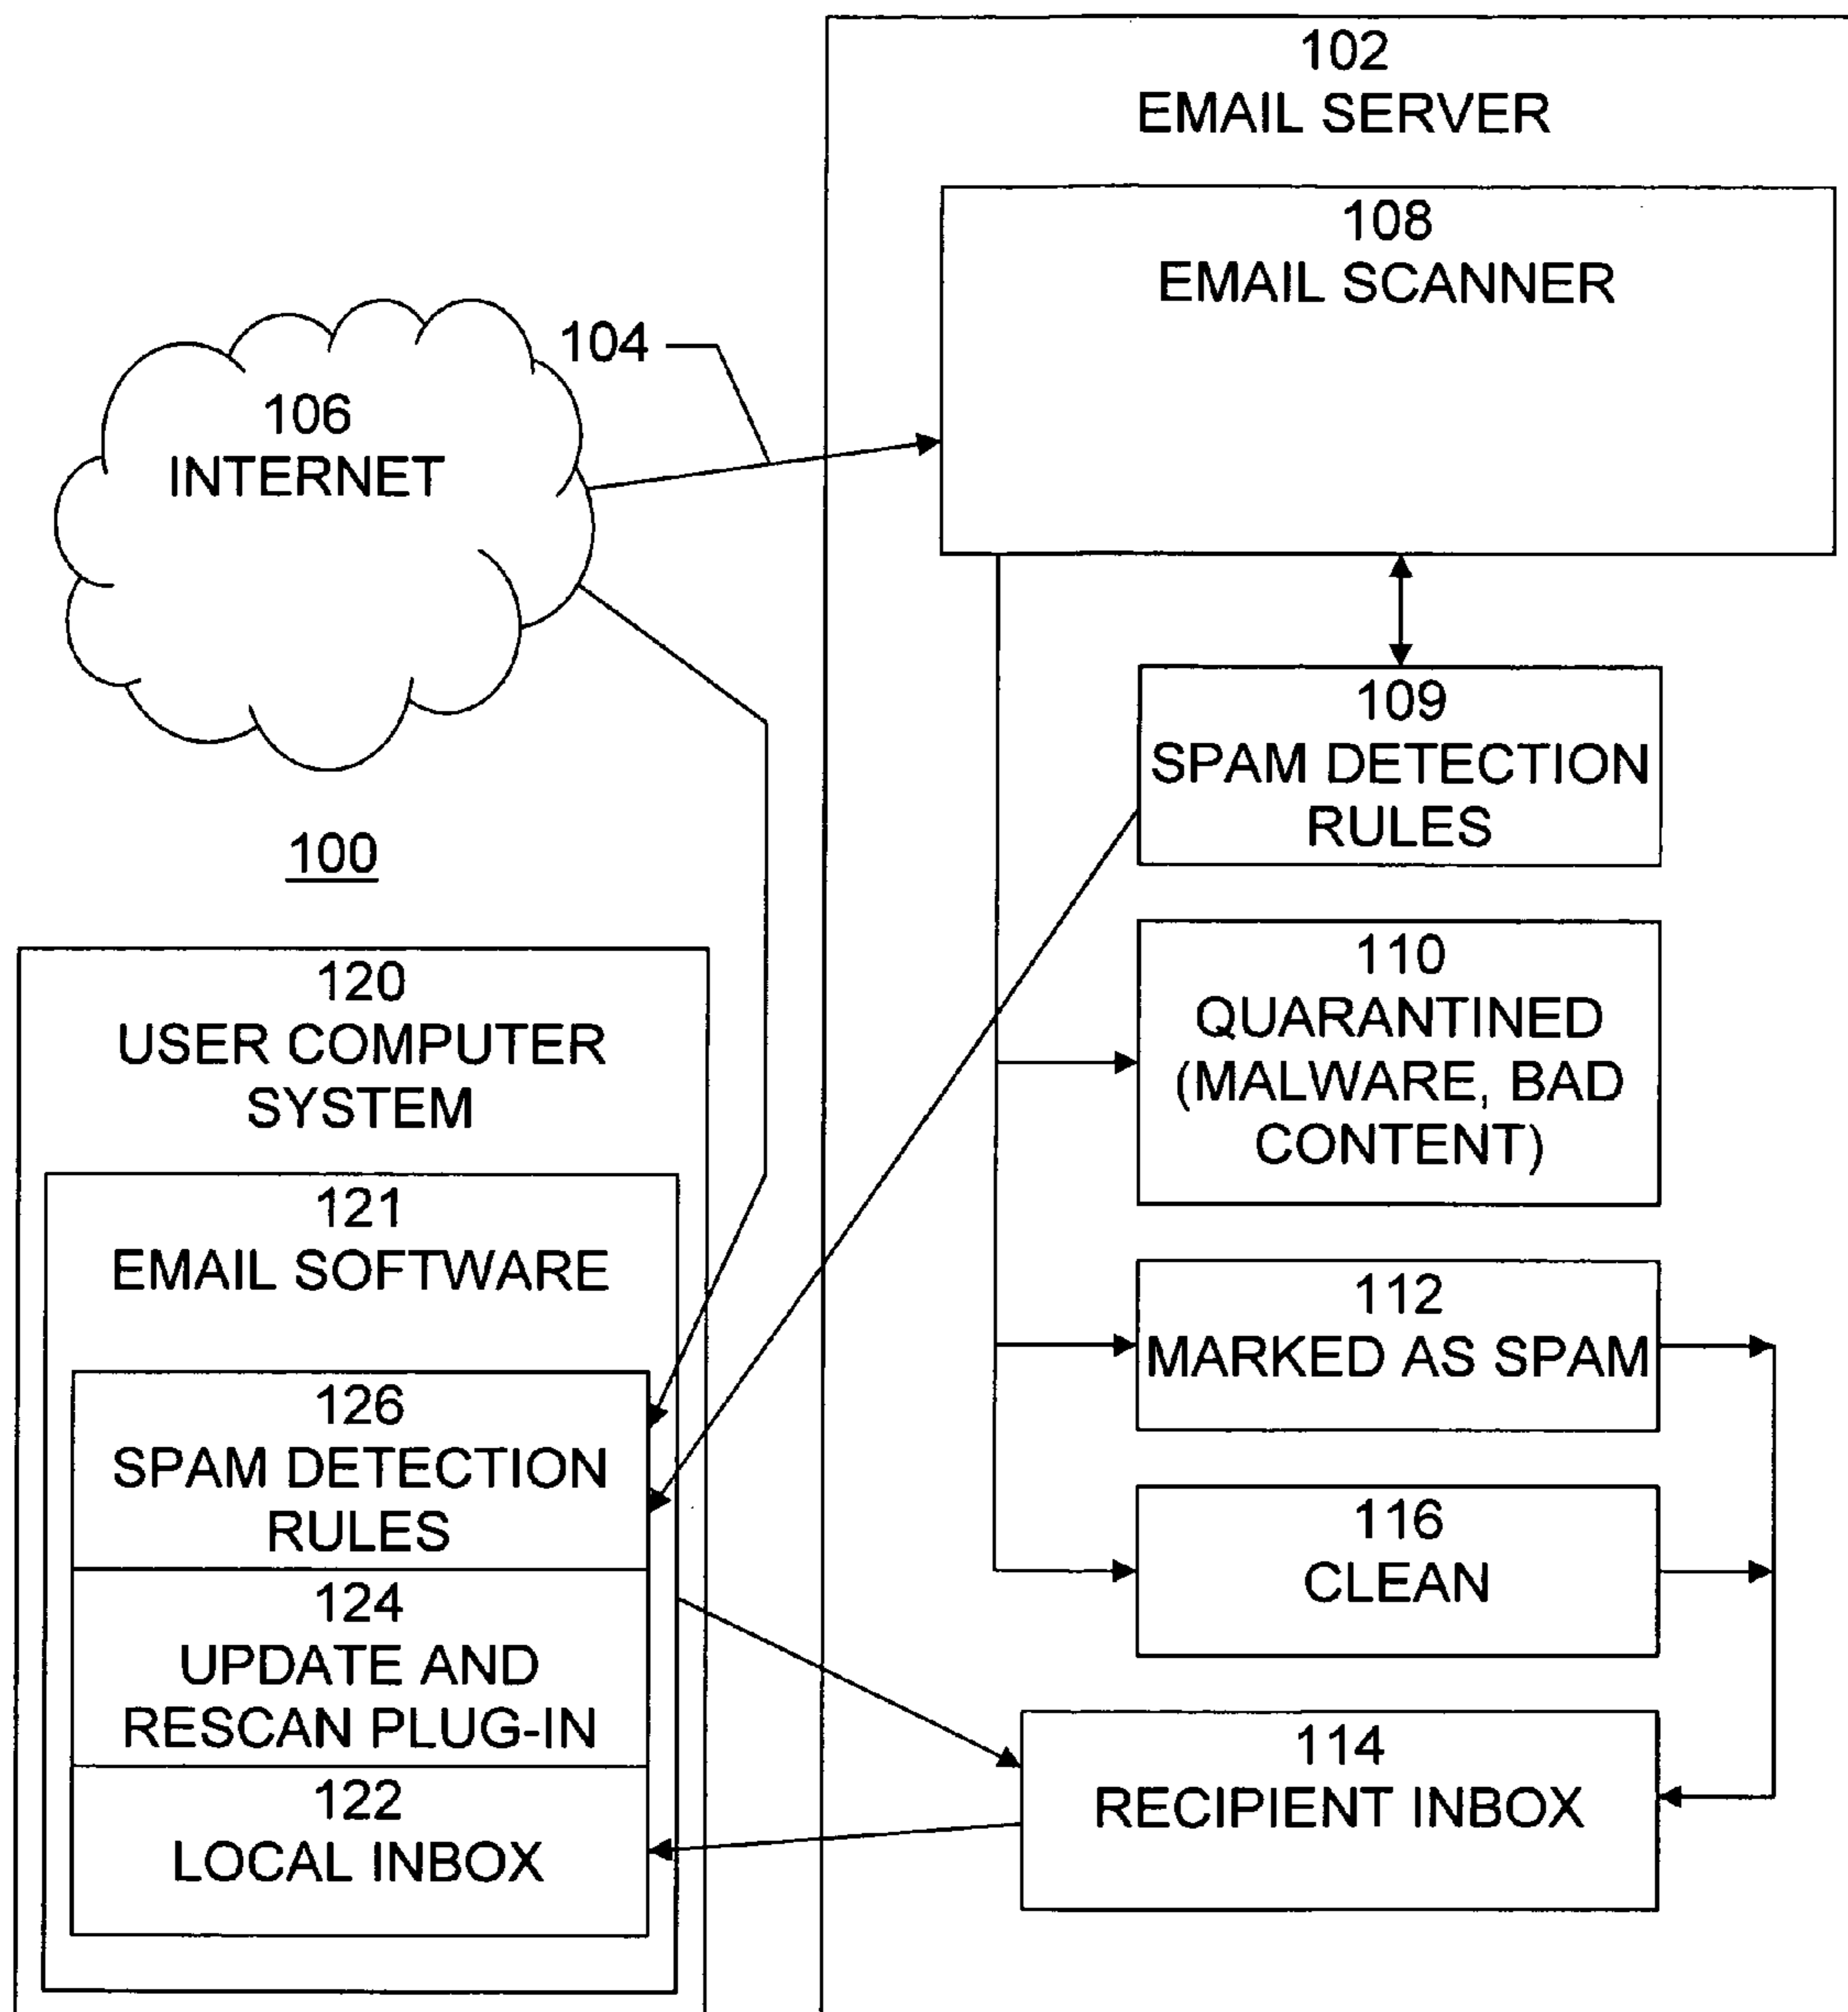 102
EMAIL SERVER
108
EMAIL SCANNER
104
106
INTERNET
109
SPAM DETECTION
RULES
100
110
QUARANTINED
(MALWARE, BAD
CONTENT)
120
USER COMPUTER
SYSTEM
121
EMAIL SOFTWARE
112
MARKED AS SPAM
126
SPAM DETECTION
RULES
116
CLEAN
124
UPDATE AND
RESCAN PLUG-IN
114
RECIPIENT INBOX
122
LOCAL INBOX